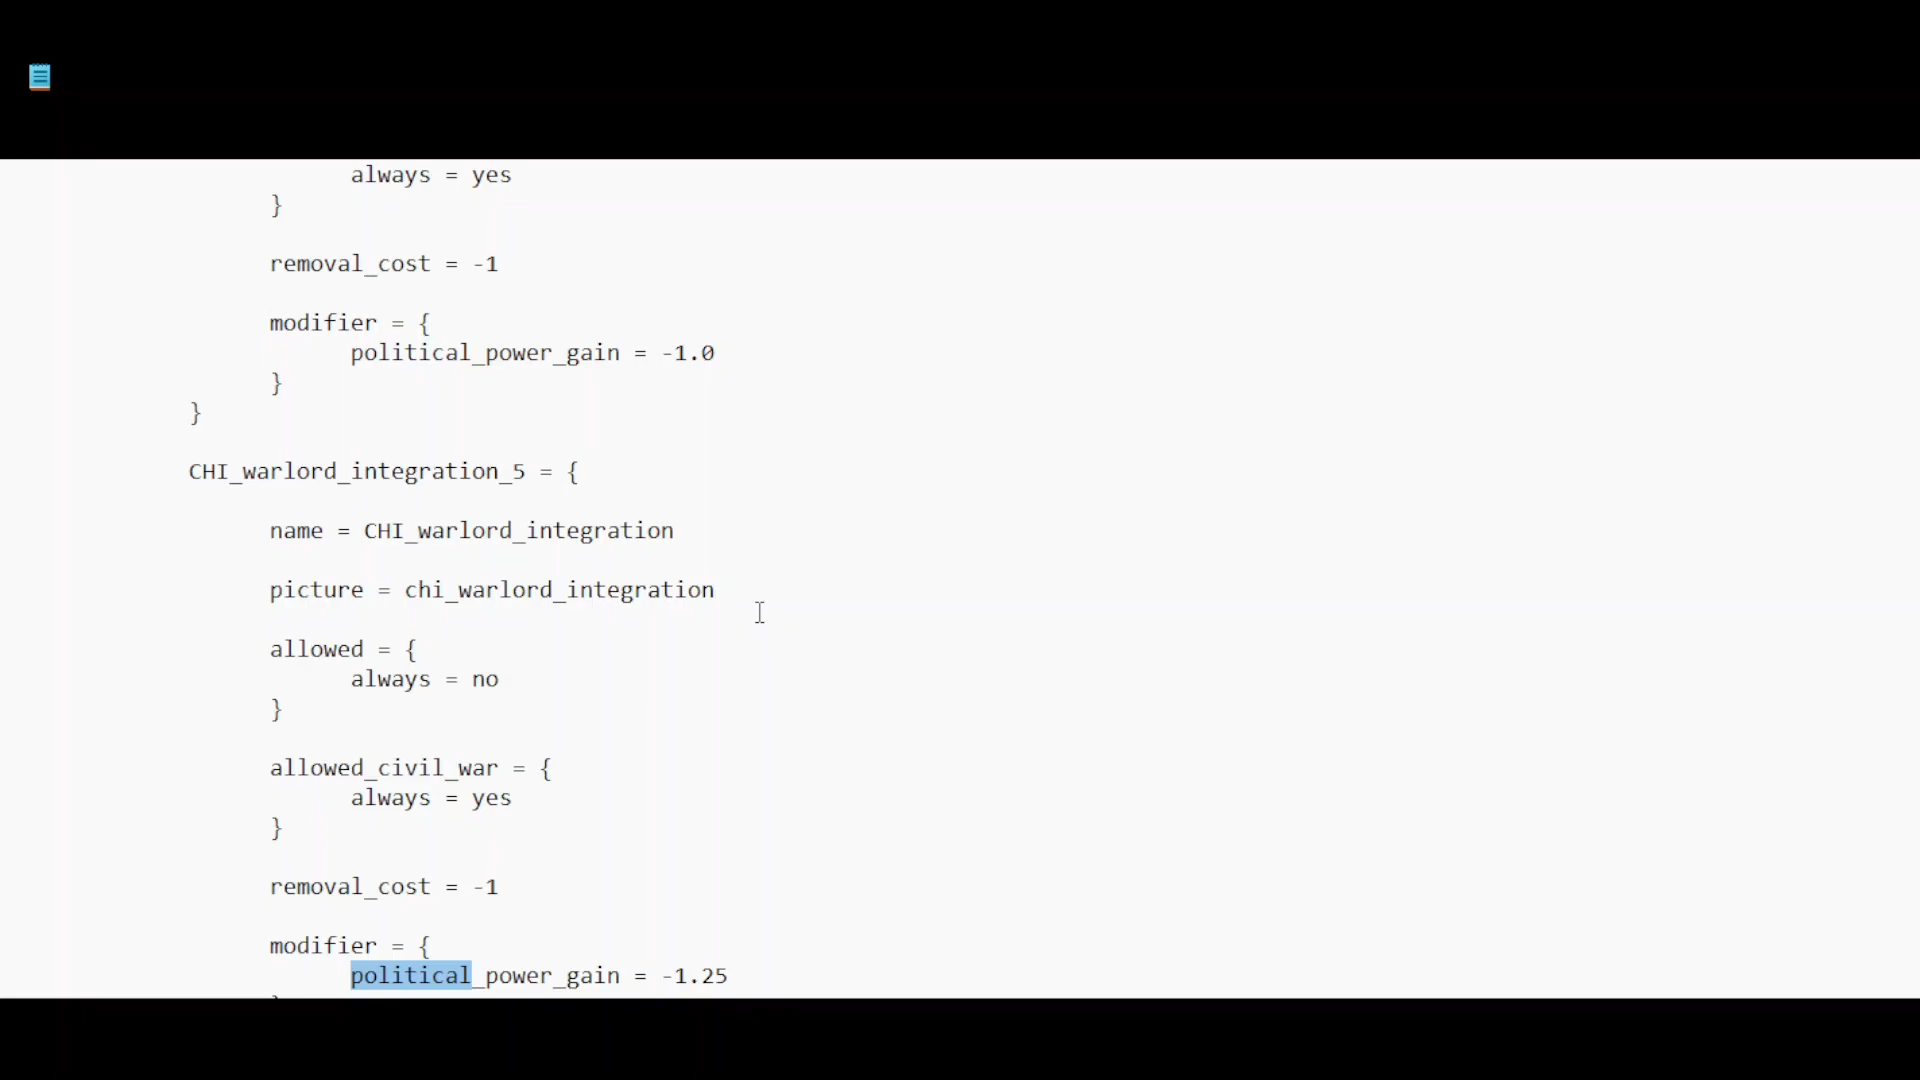 always = yes
}
removal_cost = -1
modifier = {
political_power_gain = -1.0
}
}
CHI_warlord_integration_5 = {
name = CHI_warlord_integration
picture = chi_warlord_integration
allowed = {
always = no
}
allowed_civil_war = {
always = yes
}
removal_cost = -1
modifier = {
political_power_gain = -1.25